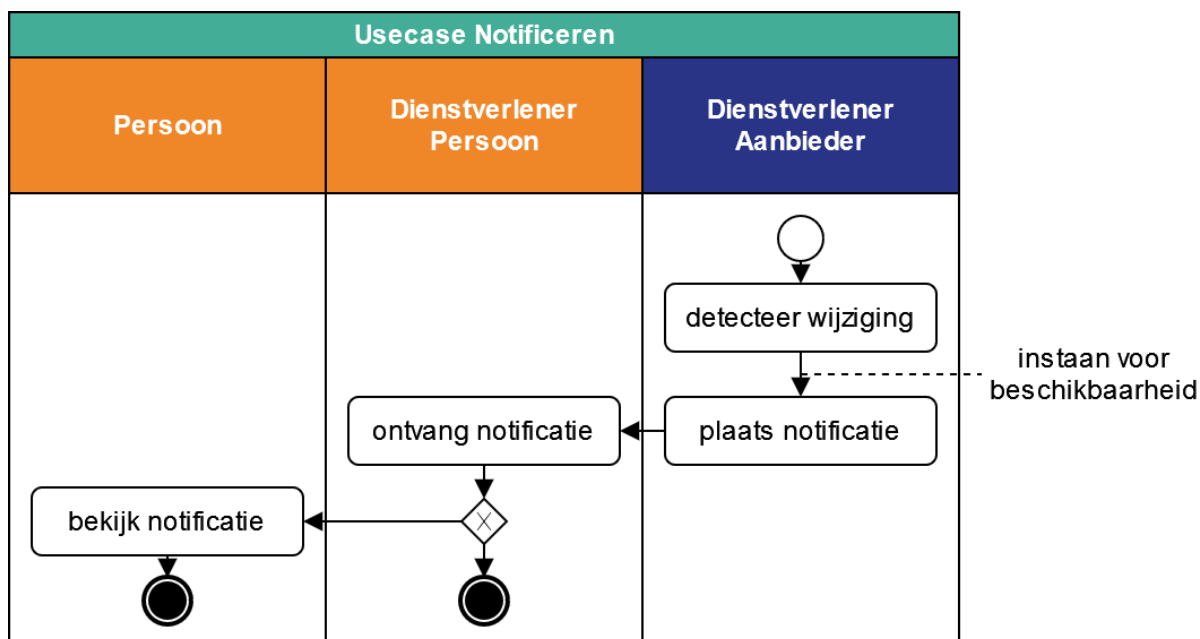 Usecase Notificeren
Persoon
Dienstverlener
Persoon
Dienstverlener
Aanbieder
detecteer wijziging
instaan voor
beschikbaarheid
ontvang notificatie
plaats notificatie
bekijk notificatie
X